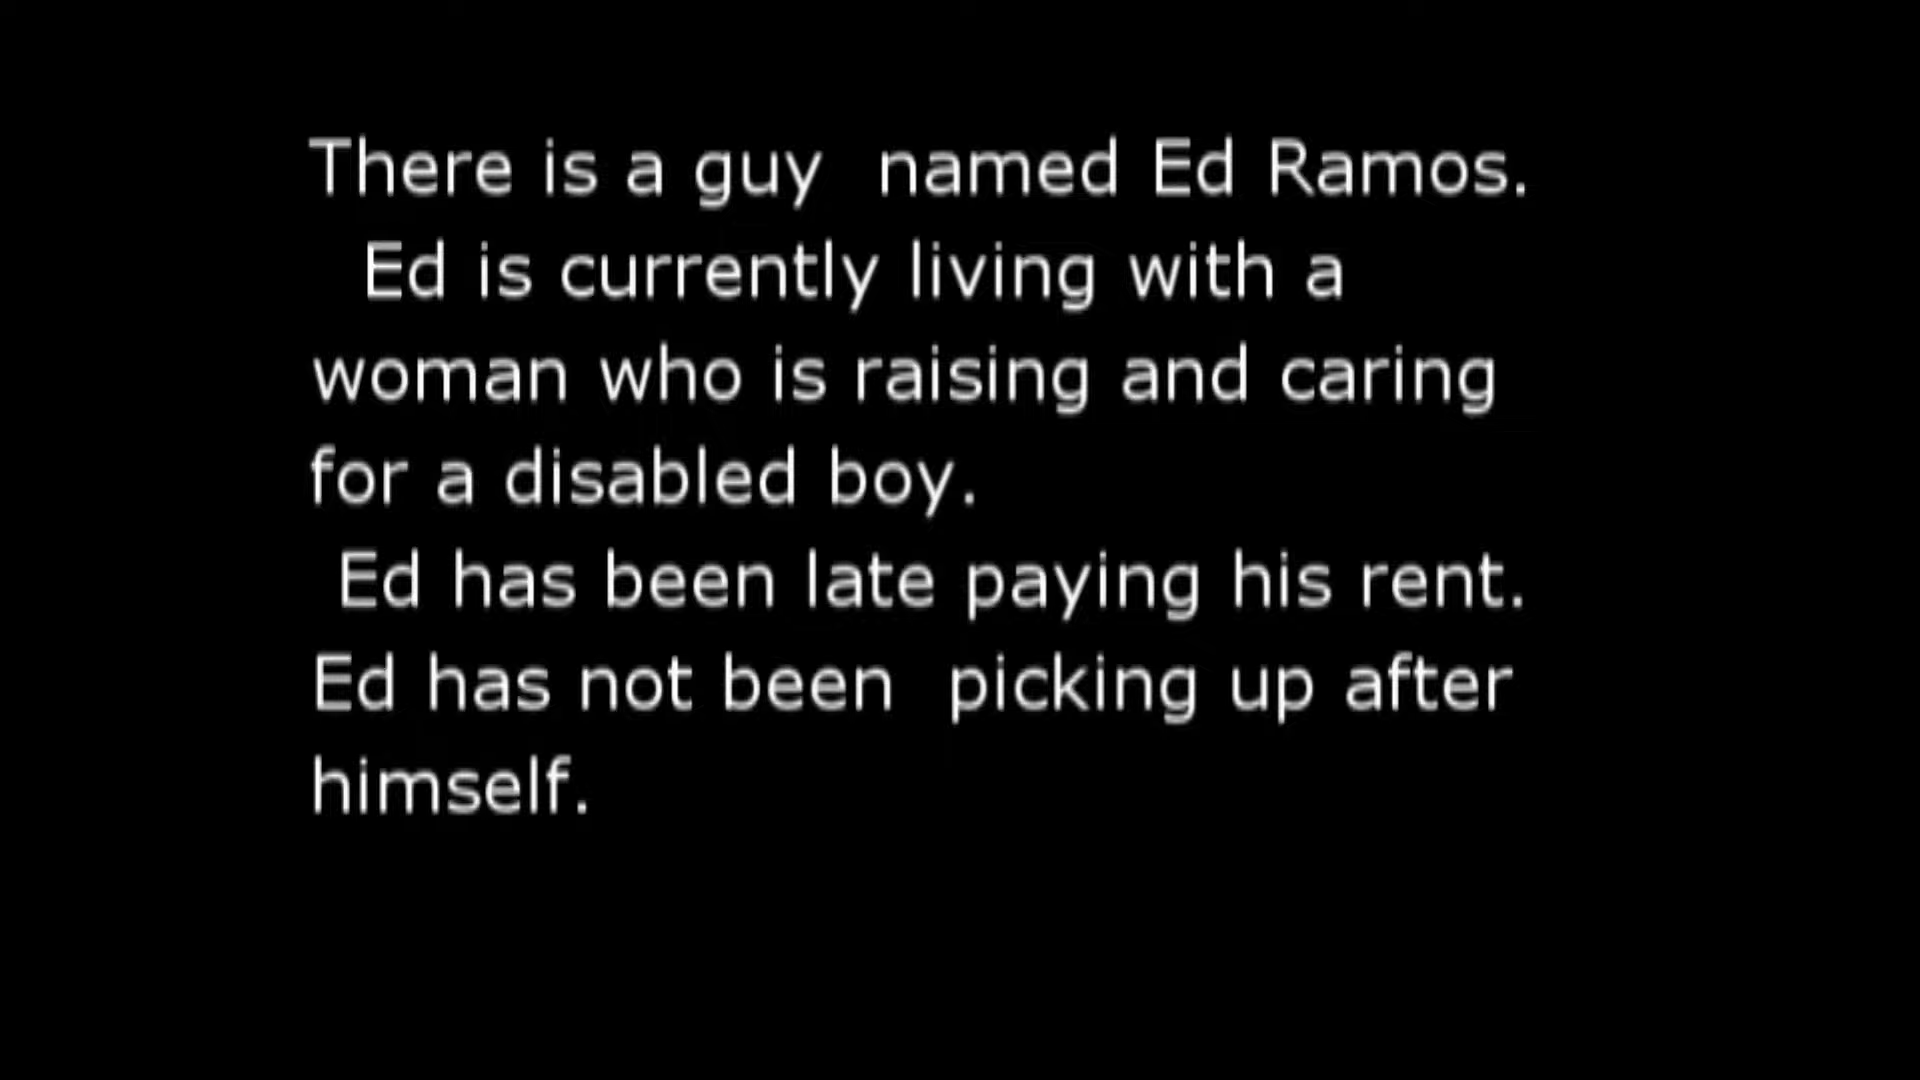 There is a guy  named Ed Ramos.
Ed is currently living with a
woman who is raising and caring
for a disabled boy.
Ed has been late paying his rent.
Ed has not been  picking up after
himself.